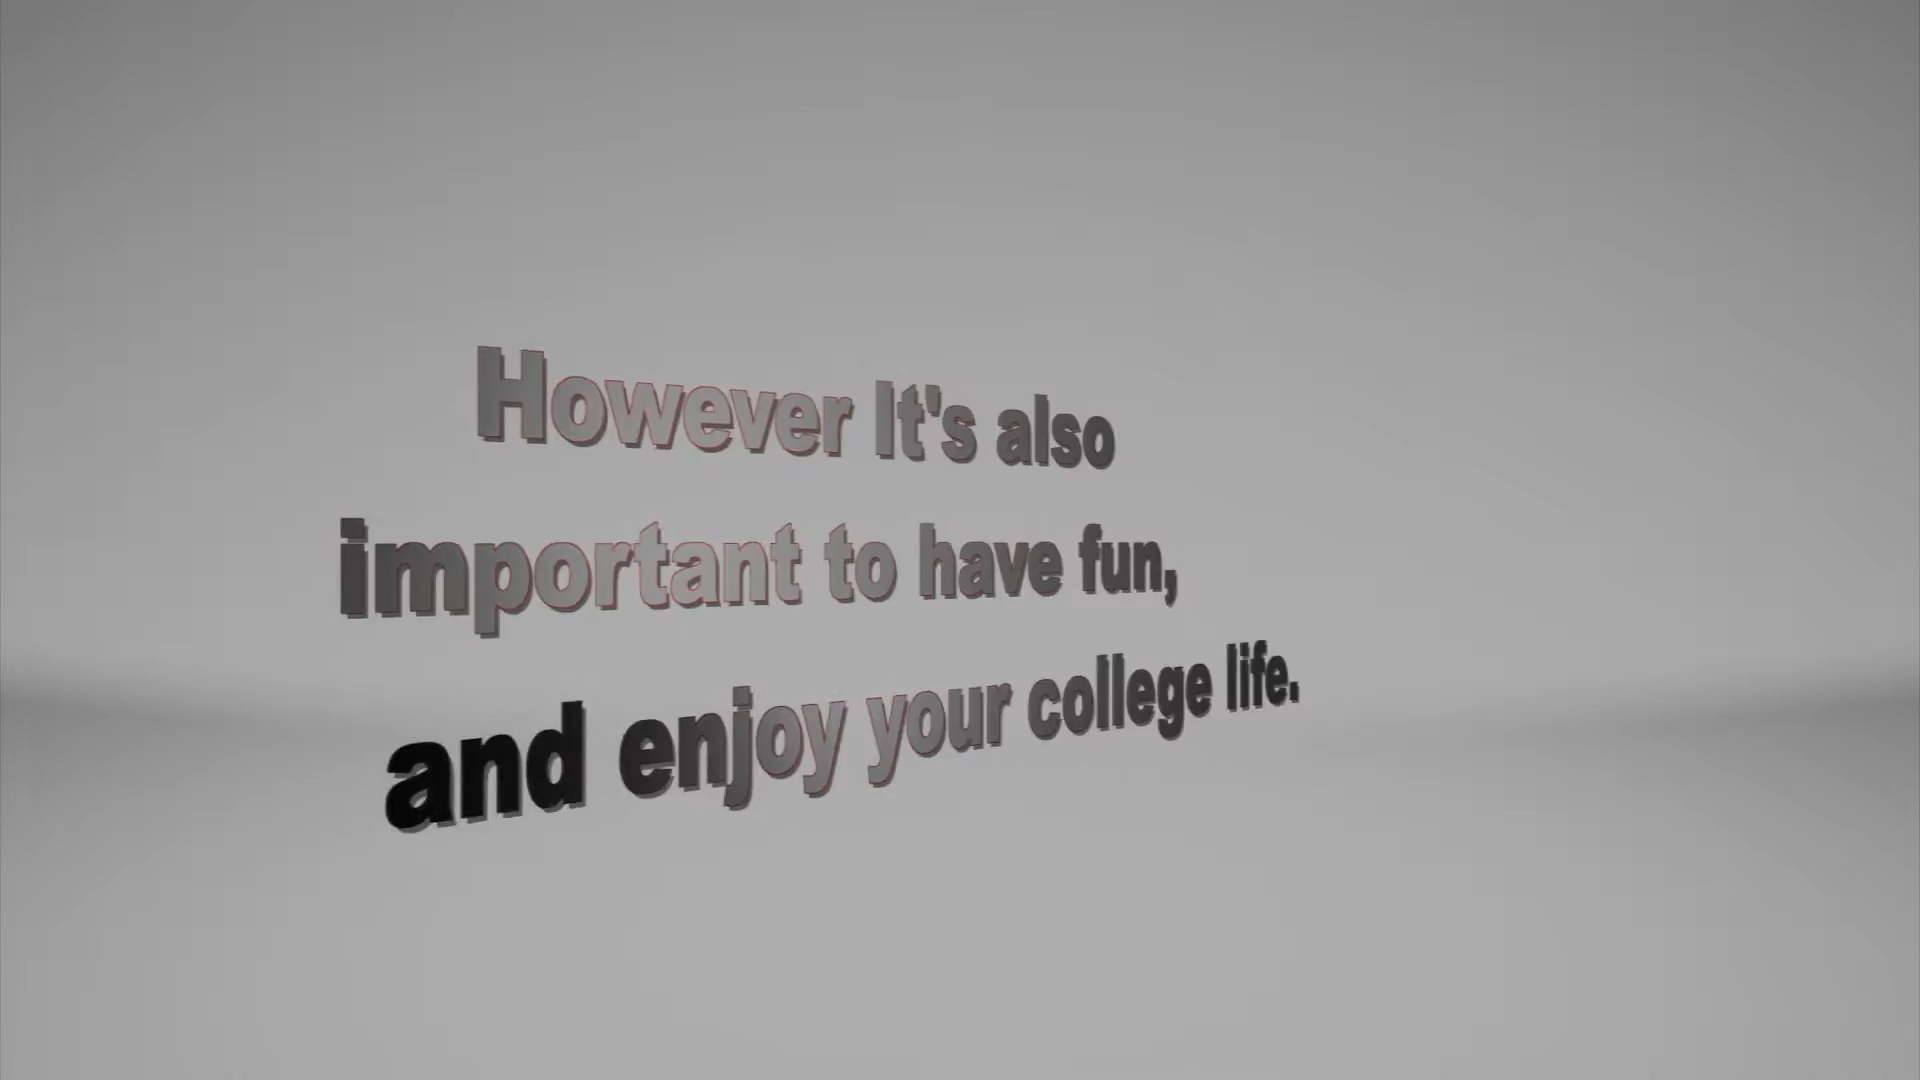 However It's also
important to have fun,
and enjoy your college life.